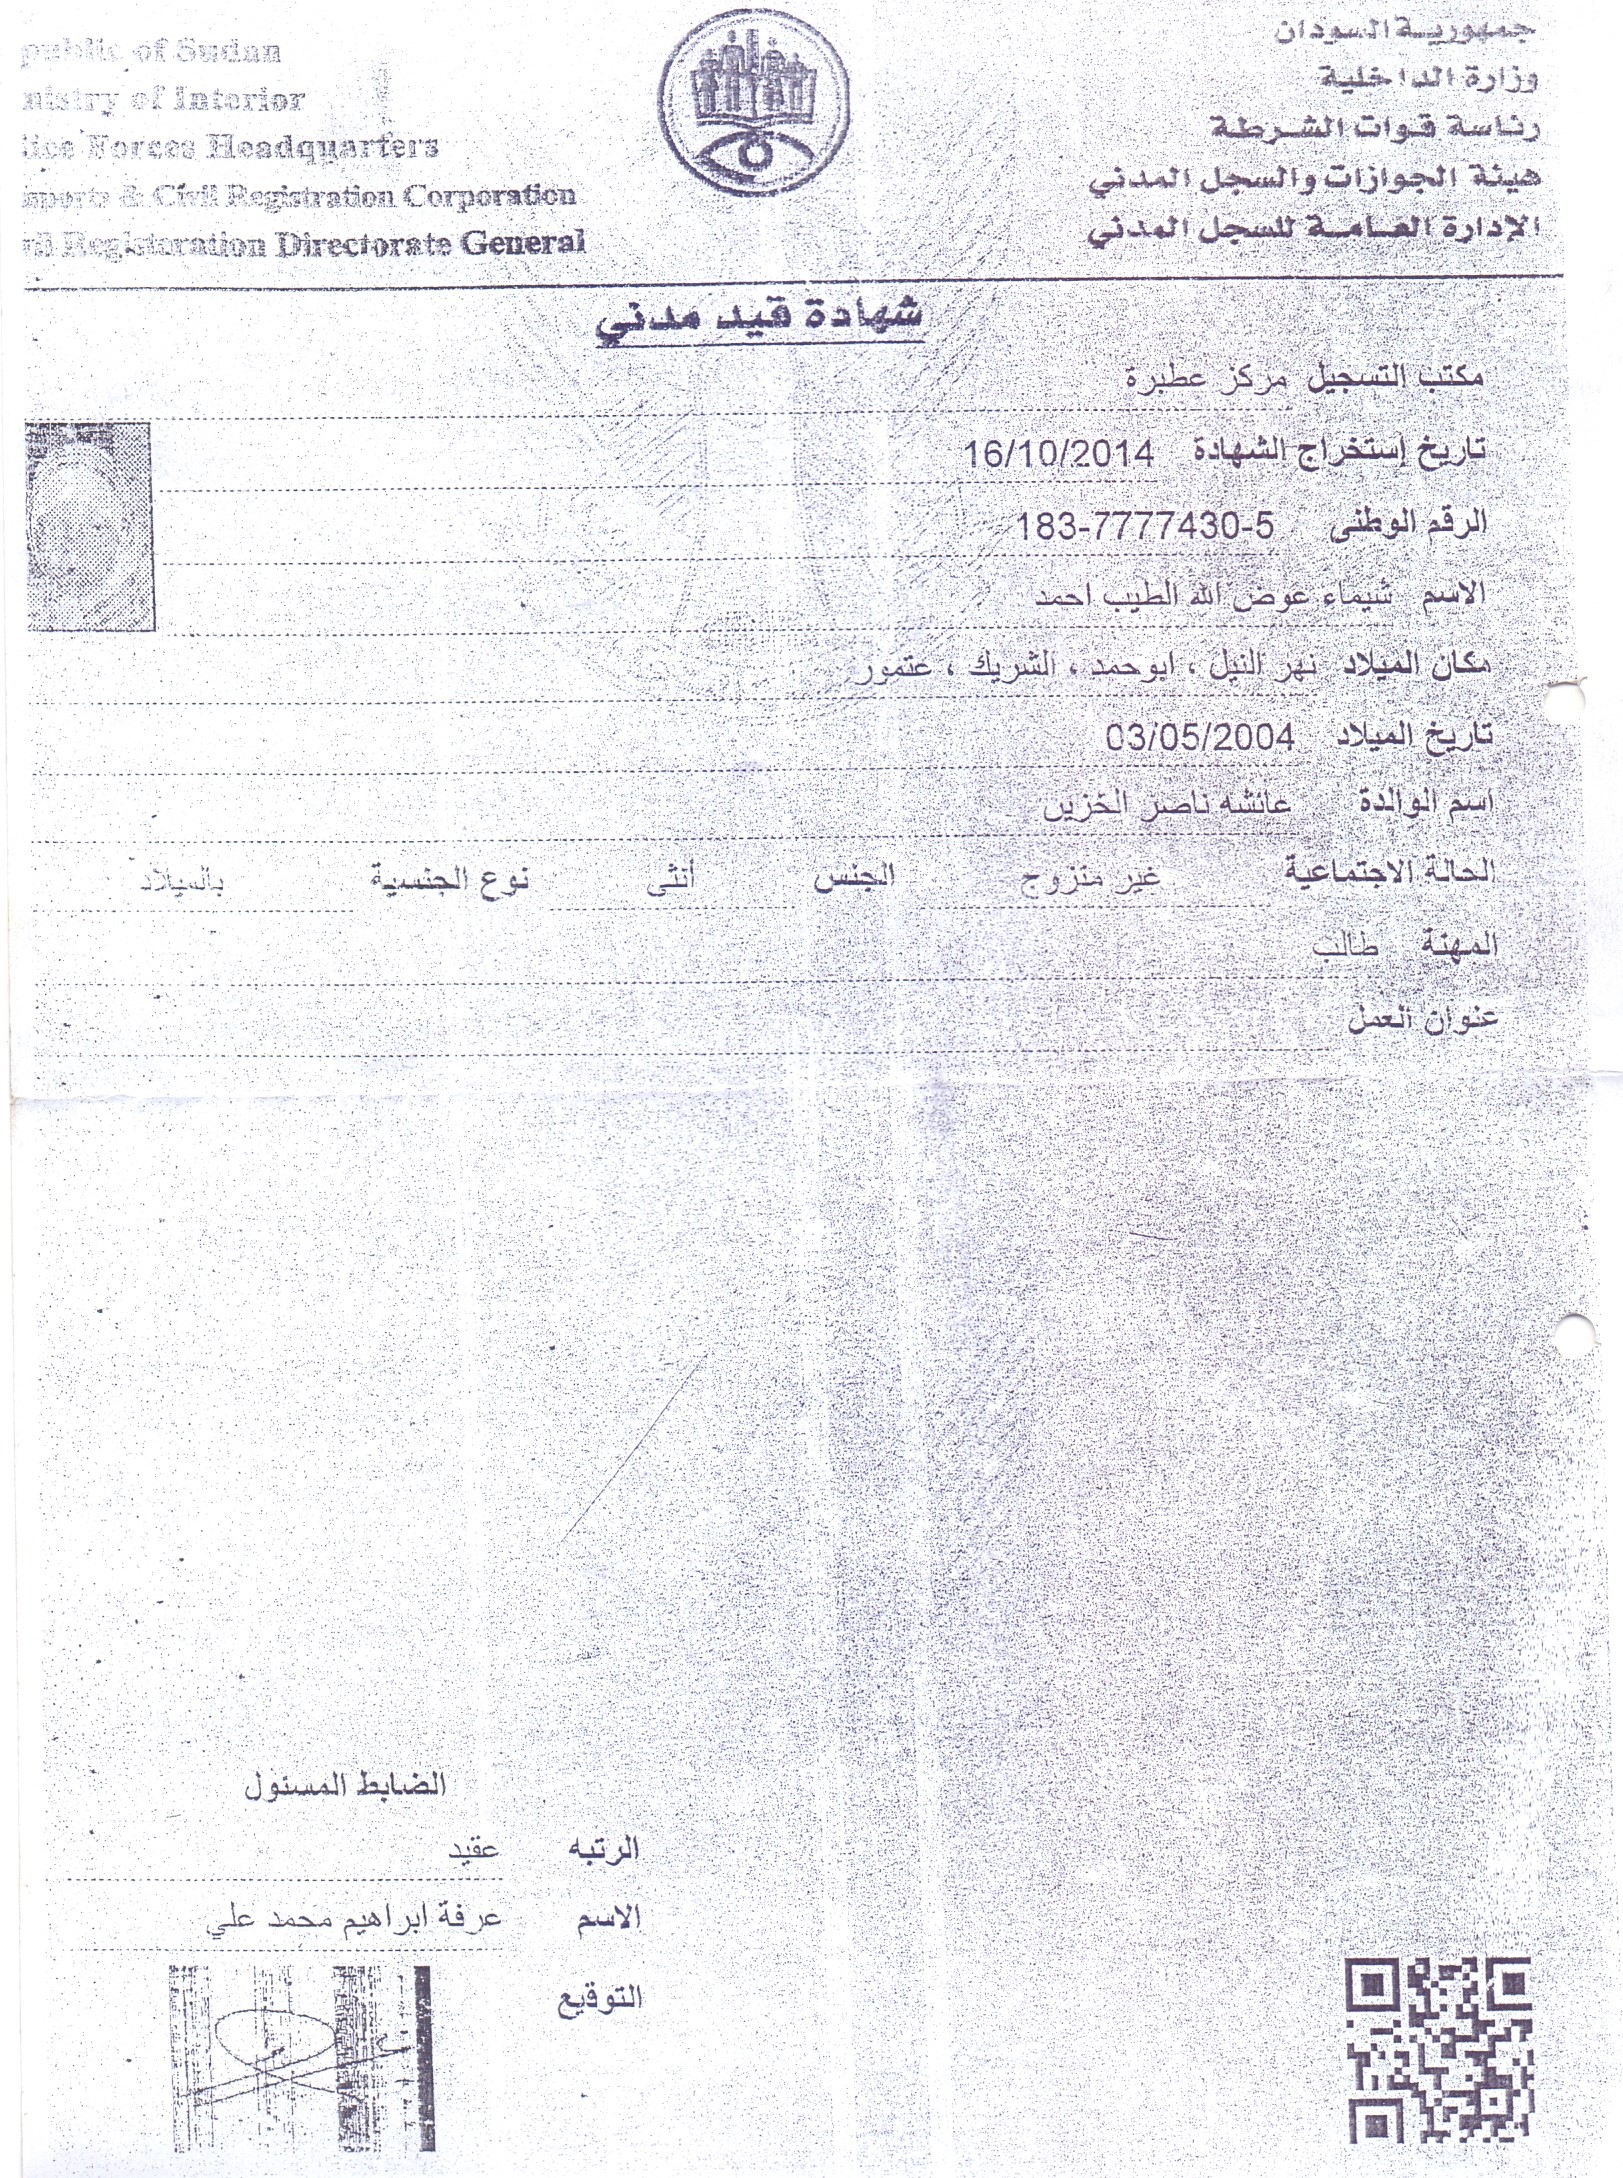 جمهورية السودان
وزارة الداخلية
رئاسة قوات الشرطة
هيئة الجوازات والسجل المدني
الإدارة العامة للسجل المدني
public of Sudan
nistry of Interior
lice Forces Headquarters
ssports & Civil Registration Corporation
vil Registoration Directorate General
شهادة قيد مدني
مكتب التسجيل مركز عطبرة
تاريخ إستخراج الشهادة 16/10/2014
الرقم الوطنى 183-7777430-5
الاسم شيماء عوض الله الطيب احمد
مكان الميلاد نهر النيل ، ابوحمد ، الشريك ، عتمور
تاريخ الميلاد 03/05/2004
اسم الوالدة عائشه ناصر الخزين
الحالة الاجتماعية غير متزوج الجنس أنثى نوع الجنسية بالميلاد
المهنة طالب
عنوان العمل
الضابط المسئول
الرتبه عقيد
الاسم عرفة ابراهيم محمد علي
التوقيع